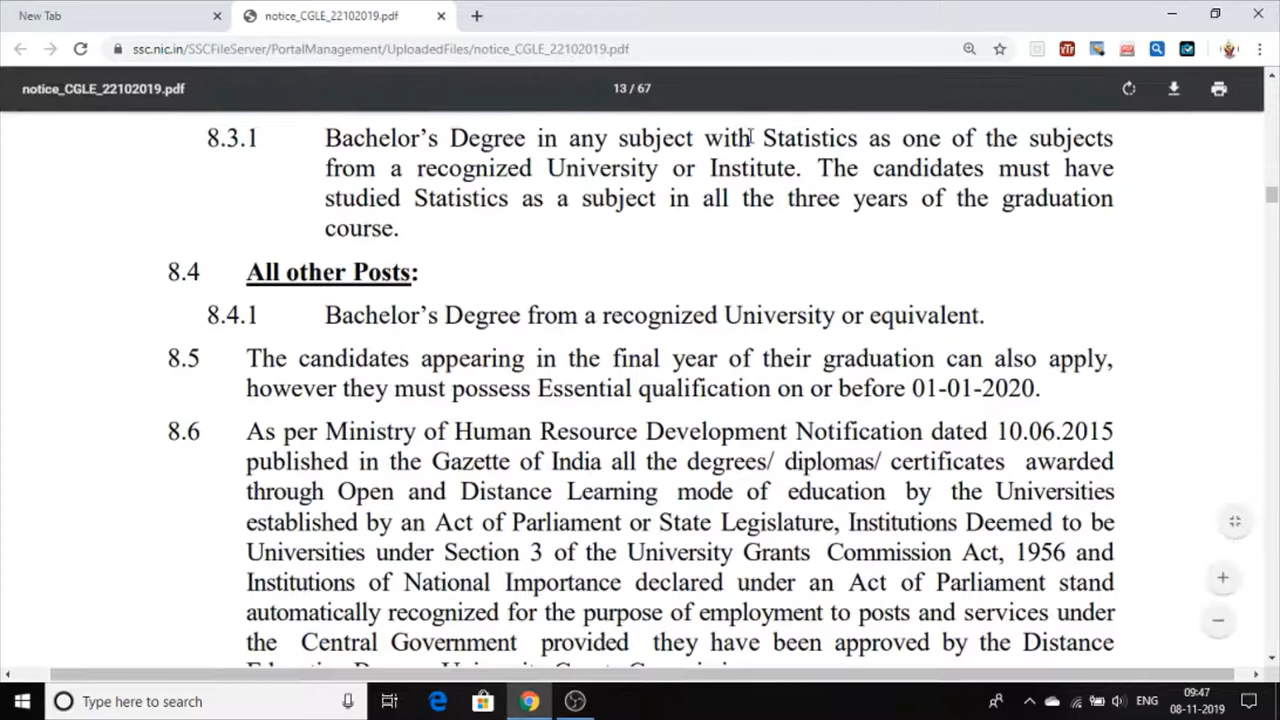 New Tab
notice_CGLE_22102019.pdf
ssc.nic.in/SSCFileServer/PortalManagement/UploadedFiles/notice_CGLE_22102019.pdf
notice_CGLE_22102019.pdf
13 / 67
8.3.1 Bachelor's Degree in any subject with Statistics as one of the subjects
from a recognized University or Institute. The candidates must have
studied Statistics as a subject in all the three years of the graduation
course.
8.4 All other Posts:
8.4.1 Bachelor's Degree from a recognized University or equivalent.
8.5 The candidates appearing in the final year of their graduation can also apply,
however they must possess Essential qualification on or before 01-01-2020.
8.6 As per Ministry of Human Resource Development Notification dated 10.06.2015
published in the Gazette of India all the degrees/ diplomas/ certificates awarded
through Open and Distance Learning mode of education by the Universities
established by an Act of Parliament or State Legislature, Institutions Deemed to be
Universities under Section 3 of the University Grants Commission Act, 1956 and
Institutions of National Importance declared under an Act of Parliament stand
automatically recognized for the purpose of employment to posts and services under
the Central Government provided they have been approved by the Distance
Type here to search
ENG
09:47
08-11-2019